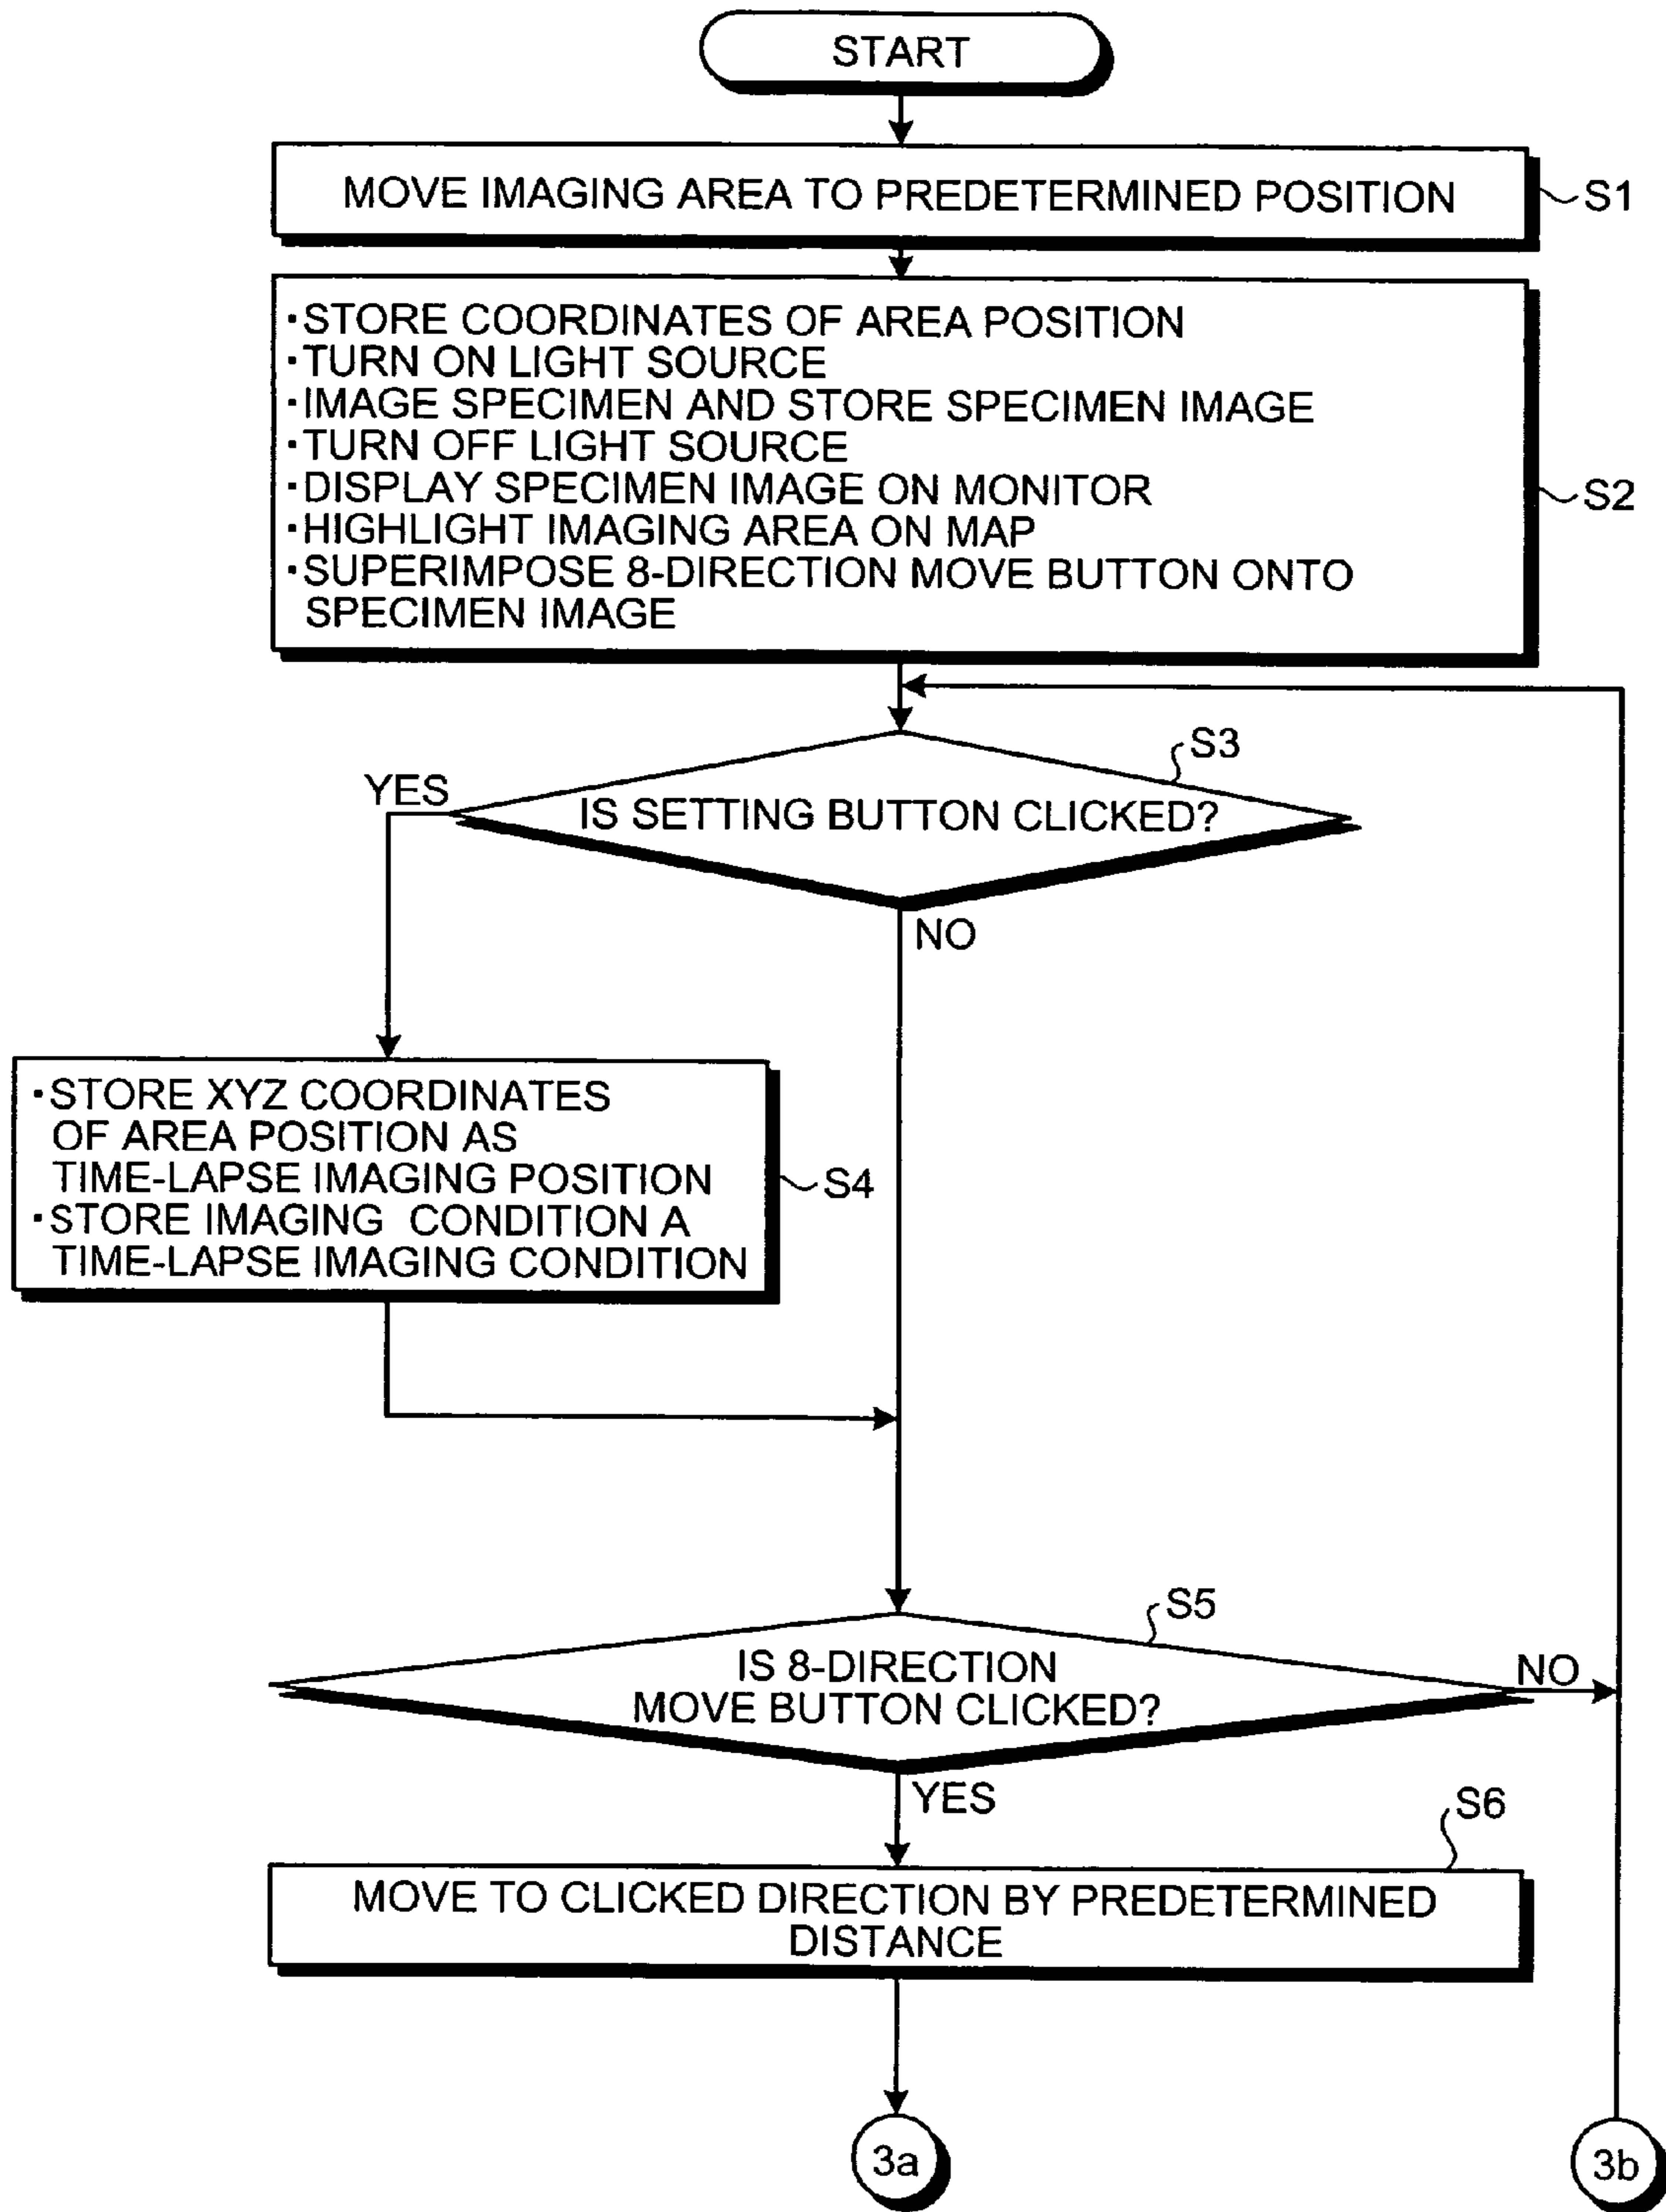 START
MOVE IMAGING AREA TO PREDETERMINED POSITION
S1
·STORE COORDINATES OF AREA POSITION
·TURN ON LIGHT SOURCE
·IMAGE SPECIMEN AND STORE SPECIMEN IMAGE
·TURN OFF LIGHT SOURCE
·DISPLAY SPECIMEN IMAGE ON MONITOR
·HIGHLIGHT IMAGING AREA ON MAP
·SUPERIMPOSE 8-DIRECTION MOVE BUTTON ONTO
SPECIMEN IMAGE
S2
S3
YES
IS SETTING BUTTON CLICKED?
NO
·STORE XYZ COORDINATES
OF AREA POSITION AS
TIME-LAPSE IMAGING POSITION
·STORE IMAGING CONDITION A
TIME-LAPSE IMAGING CONDITION
S4
S5
IS 8-DIRECTION
MOVE BUTTON CLICKED?
NO
YES
S6
MOVE TO CLICKED DIRECTION BY PREDETERMINED
DISTANCE
3a
3b